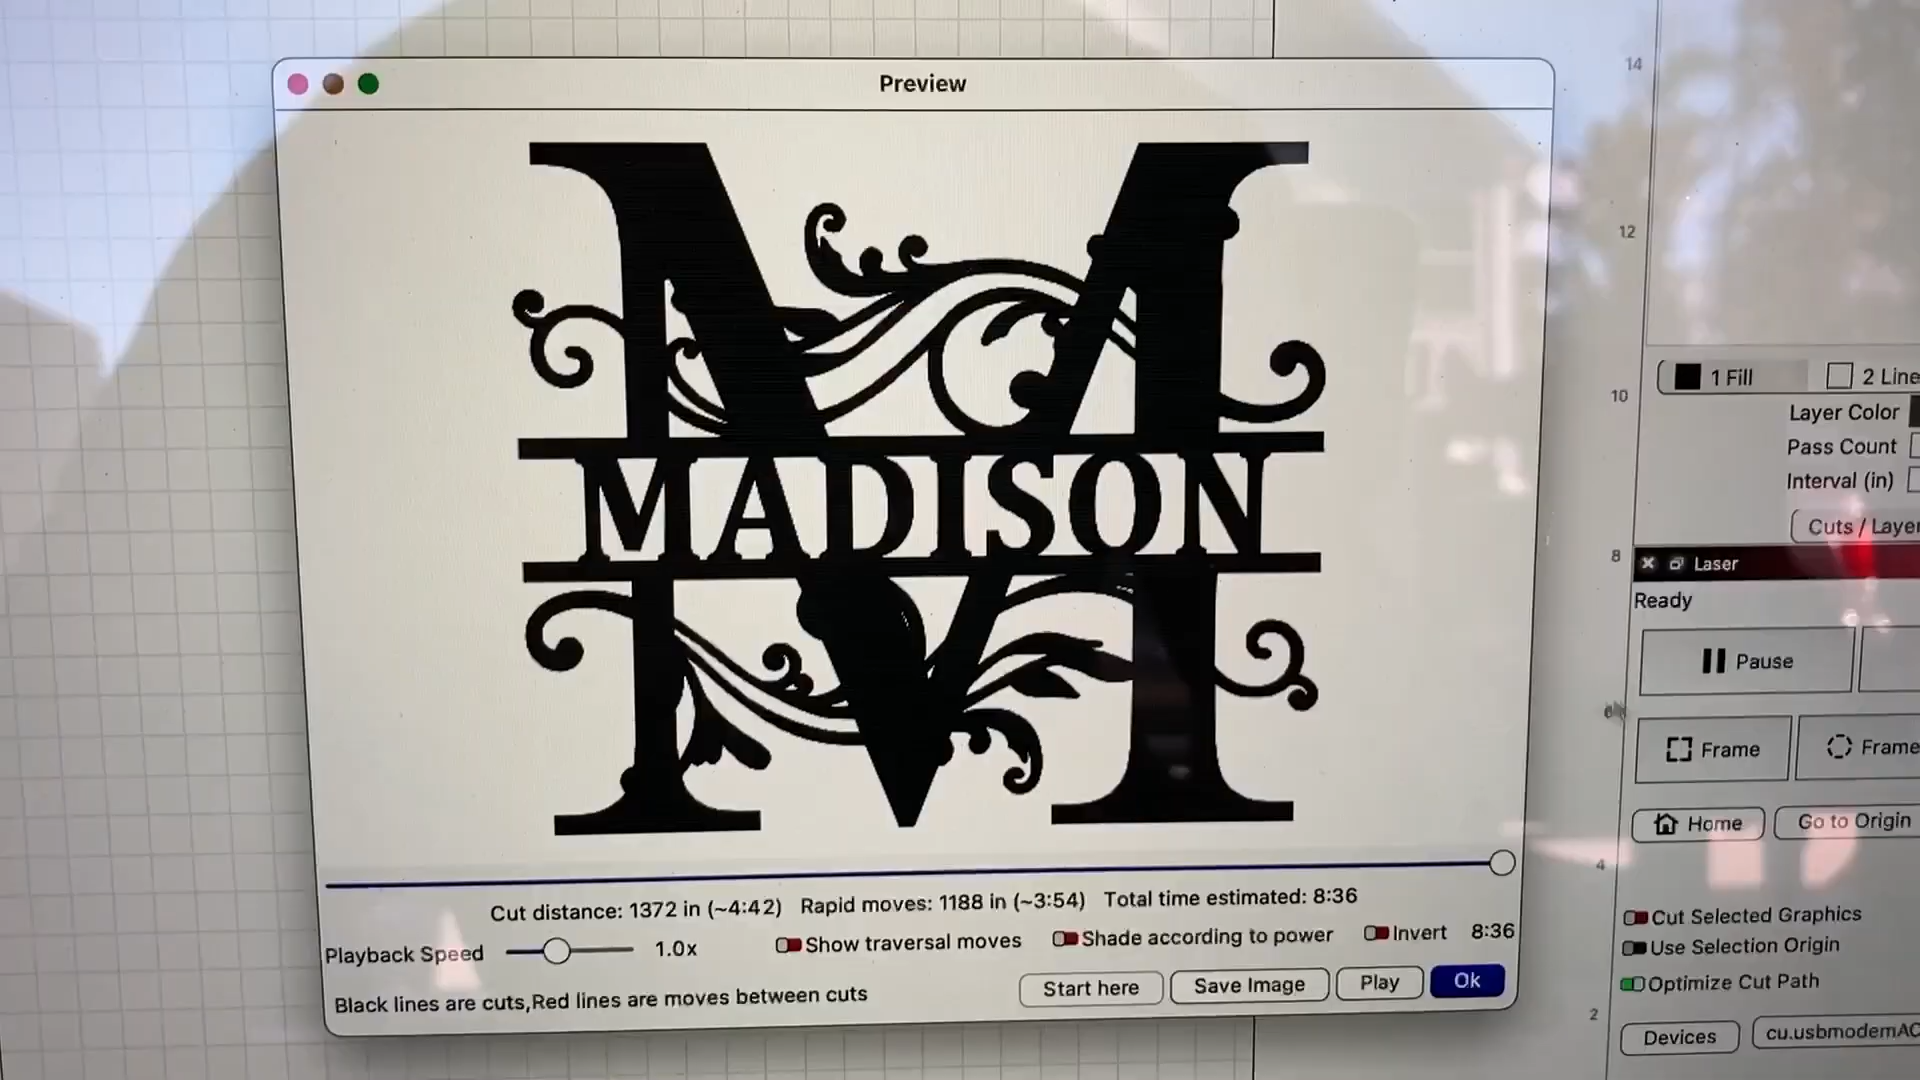 Preview
M
MADISON
Cut distance: 1372 in (~4:42) Rapid moves: 1188 in (~3:54) Total time estimated: 8:36
Playback Speed 1.0x Show traversal moves Shade according to power Invert 8:36
Black lines are cuts,Red lines are moves between cuts
Start here Save Image Play Ok
14
12
10
8
4
2
1 Fill 2 Line
Layer Color
Pass Count
Interval (in)
Cuts / Layer
Laser
Ready
Pause
Frame Frame
Home Go to Origin
Cut Selected Graphics
Use Selection Origin
Optimize Cut Path
Devices cu.usbmodemAC